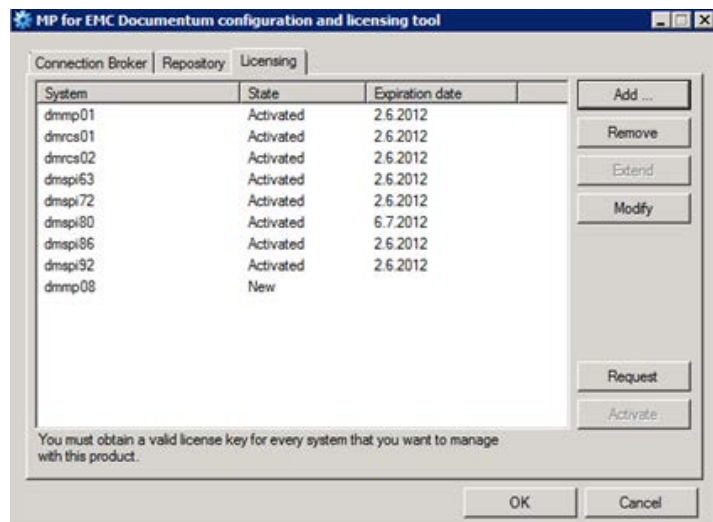 MP for EMC Documentum configuration and licensing tool
Connection Broker Repository Licensing
System State Expiration date
dmmp01 Activated 2.6.2012
dmrcs01 Activated 2.6.2012
dmrcs02 Activated 2.6.2012
dmspi63 Activated 2.6.2012
dmspi72 Activated 2.6.2012
dmspi80 Activated 6.7.2012
dmspi86 Activated 2.6.2012
dmspi92 Activated 2.6.2012
dmmp08 New
Add ...
Remove
Extend
Modify
Request
Activate
You must obtain a valid license key for every system that you want to manage
with this product.
OK Cancel